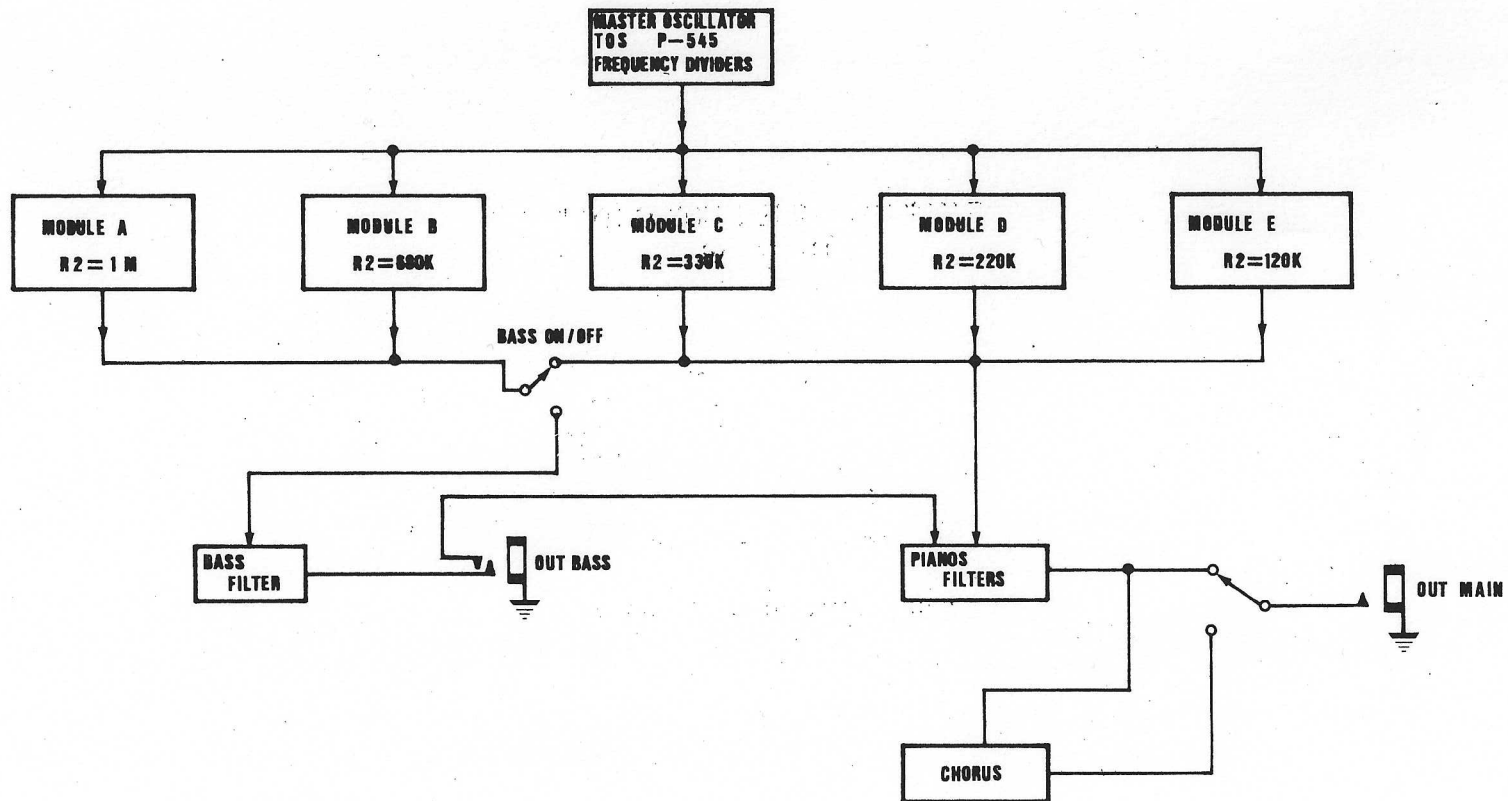 MASTER OSCILLATOR
TOS P-545
FREQUENCY DIVIDERS
MODULE A
R2=1M
MODULE B
R2=680K
MODULE C
R2=330K
MODULE D
R2=220K
MODULE E
R2=120K
BASS ON/OFF
BASS
FILTER
OUT BASS
PIANOS
FILTERS
OUT MAIN
CHORUS